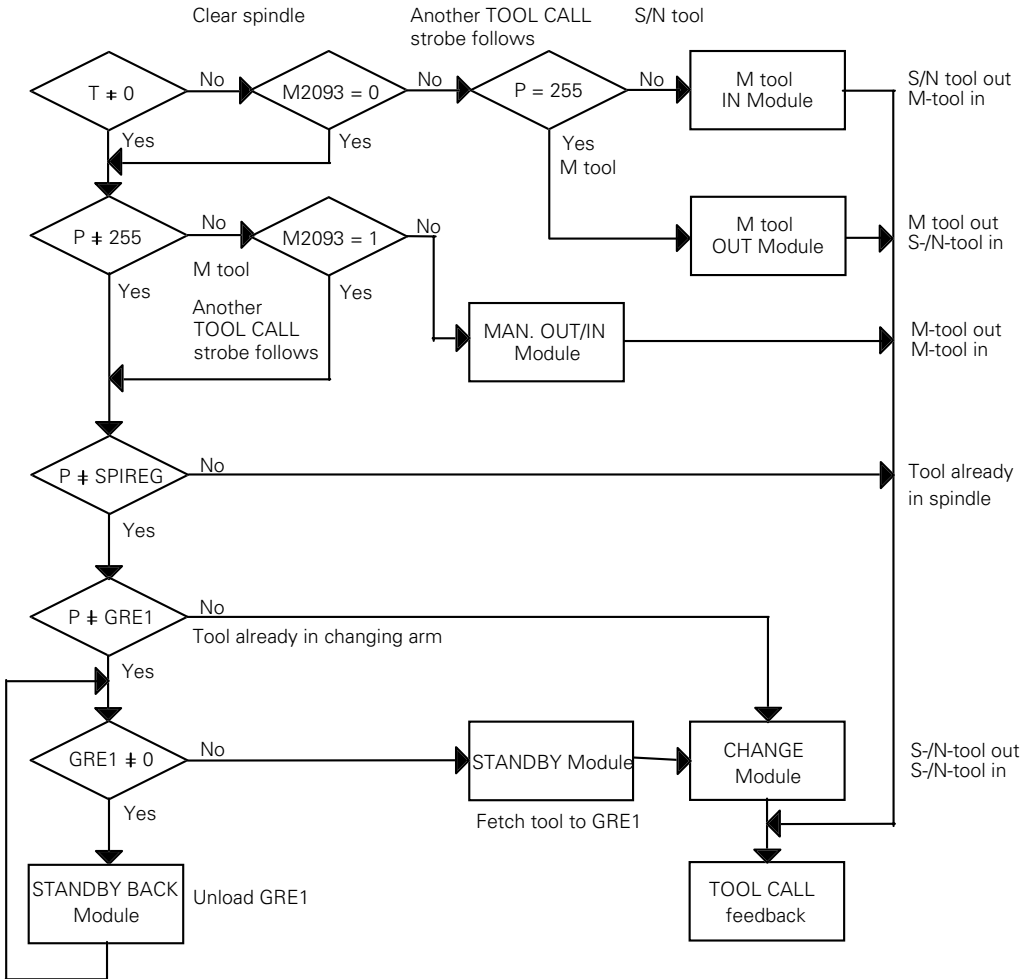 Clear spindle
Another TOOL CALL
strobe follows
S/N tool
T ≠ 0
No
M2093 = 0
No
P = 255
No
M tool
IN Module
S/N tool out
M-tool in
Yes
Yes
Yes
M tool
P ≠ 255
No
M2093 = 1
No
M tool
OUT Module
M tool out
S-/N-tool in
M tool
Yes
Yes
Another
TOOL CALL
strobe follows
MAN. OUT/IN
Module
M-tool out
M-tool in
P ≠ SPIREG
No
Tool already
in spindle
Yes
P ≠ GRE1
No
Tool already in changing arm
Yes
GRE1 ≠ 0
No
STANDBY Module
CHANGE
Module
S-/N-tool out
S-/N-tool in
Yes
Fetch tool to GRE1
STANDBY BACK
Module
Unload GRE1
TOOL CALL
feedback